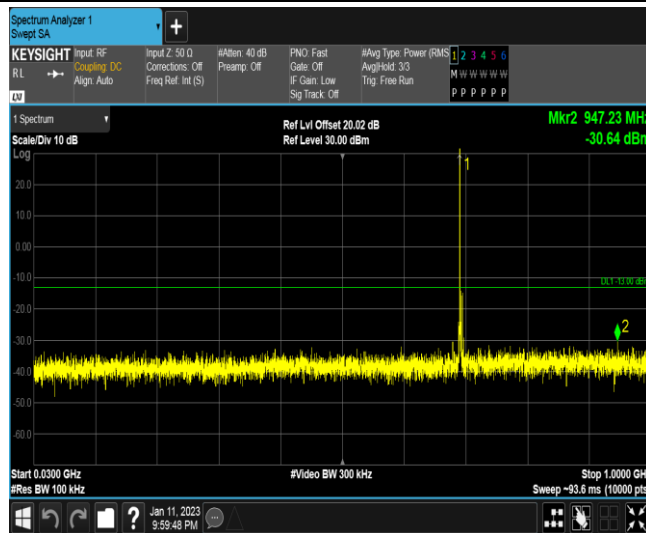 Spectrum Analyzer 1
Swept SA
+
KEYSIGHT
RL
LXI
Input: RF
Coupling: DC
Align: Auto
Input Z: 50 Ω
Corrections: Off
Freq Ref: Int (S)
#Atten: 40 dB
Preamp: Off
PNO: Fast
Gate: Off
IF Gain: Low
Sig Track: Off
#Avg Type: Power (RMS
Avg|Hold: 3/3
Trig: Free Run
1 2 3 4 5 6
M W W W W W
P P P P P P
1 Spectrum
Scale/Div 10 dB
Ref Lvl Offset 20.02 dB
Ref Level 30.00 dBm
Mkr2 947.23 MHz
-30.64 dBm
Log
1
20.0
10.0
0.00
-10.0
DL1 -13.00 dBm
-20.0
2
-30.0
-40.0
-50.0
-60.0
Start 0.0300 GHz
#Res BW 100 kHz
#Video BW 300 kHz
Stop 1.0000 GH
Sweep ~93.6 ms (10000 pts
?
Jan 11, 2023
9:59:48 PM